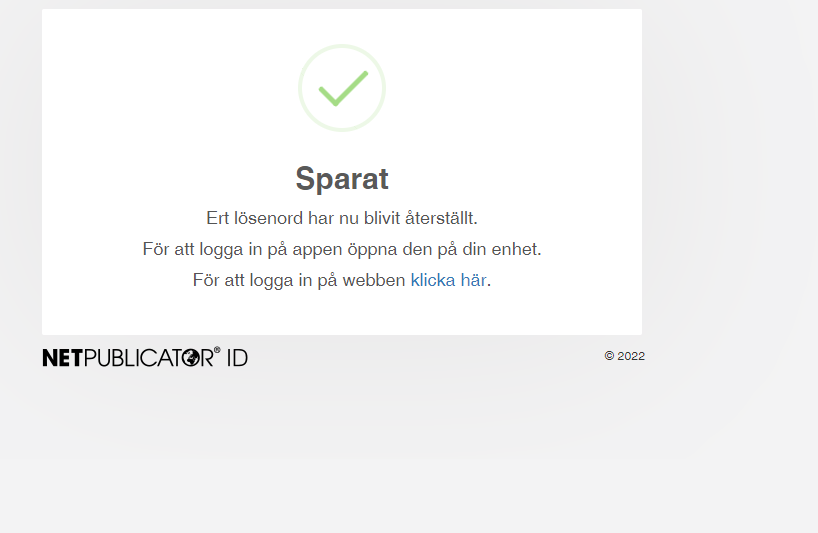 Sparat
Ert lösenord har nu blivit återställt.
För att logga in på appen öppna den på din enhet.
För att logga in på webben klicka här.
NETPUBLICATOR® ID
© 2022